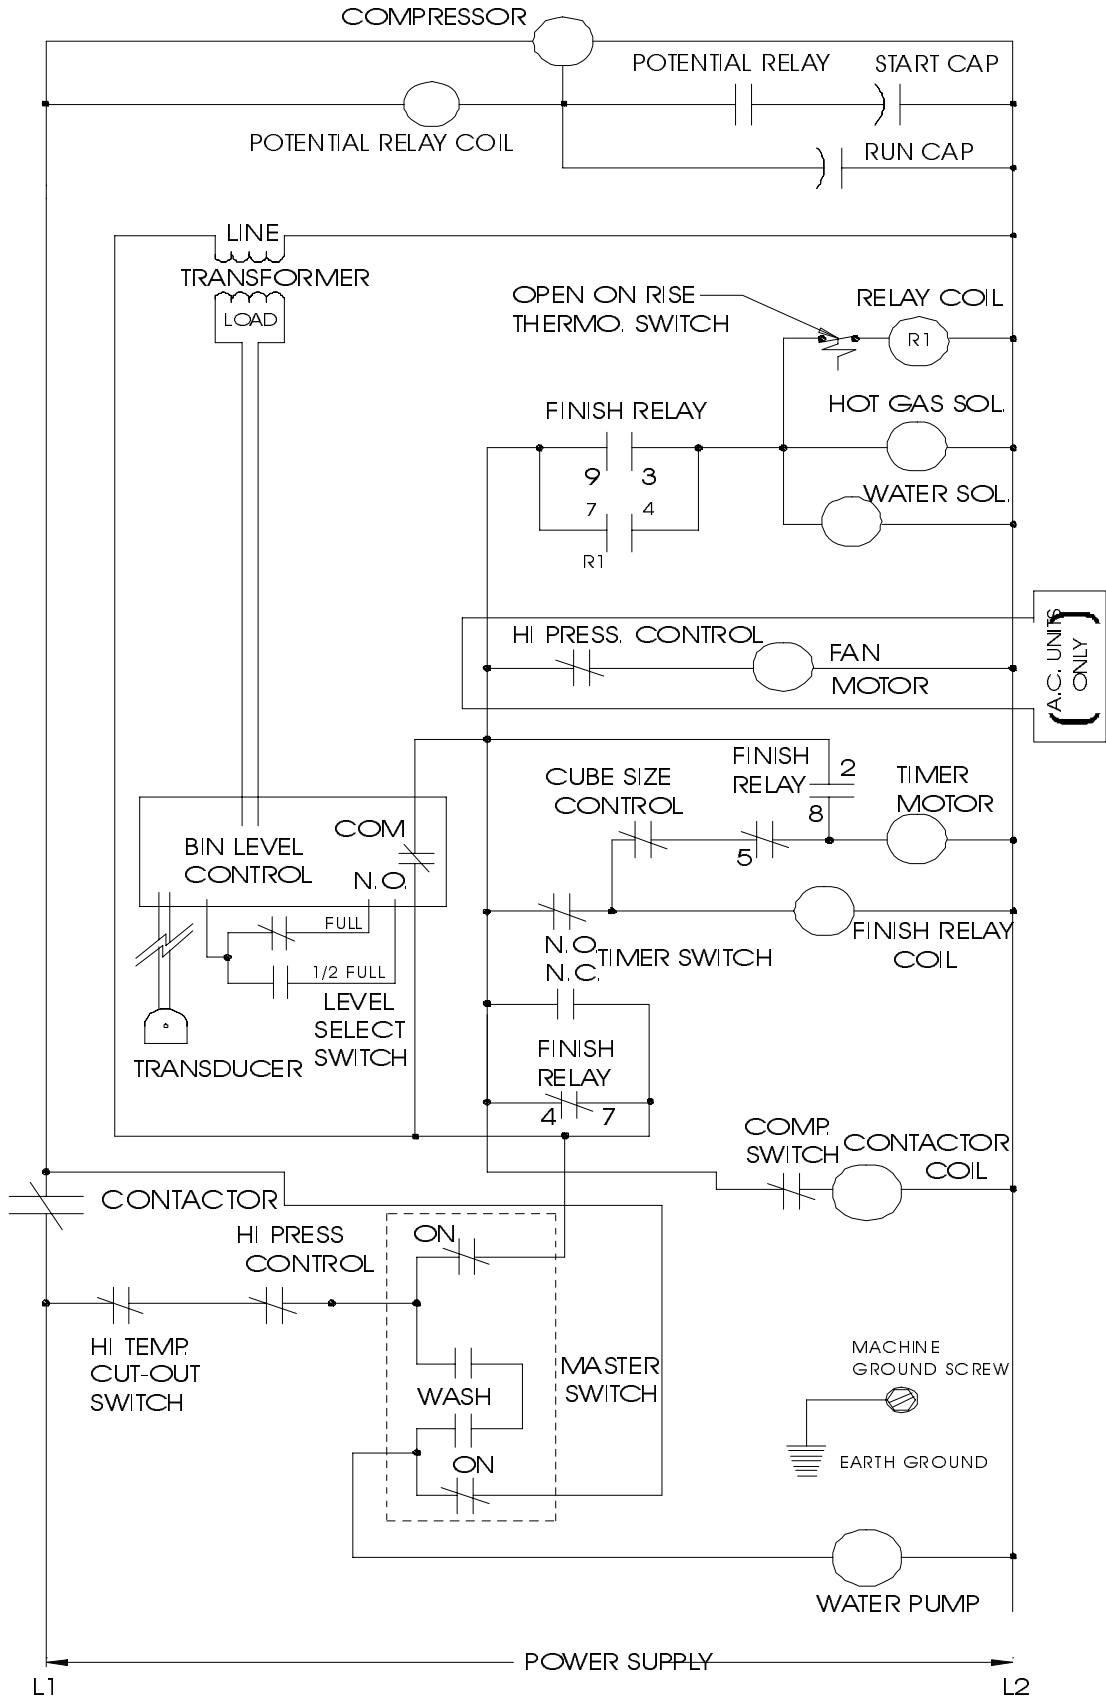 COMPRESSOR
POTENTIAL RELAY
START CAP
POTENTIAL RELAY COIL
RUN CAP
LINE
TRANSFORMER
LOAD
OPEN ON RISE
THERMO. SWITCH
RELAY COIL
R1
HOT GAS SOL.
FINISH RELAY
9 3
7 4
R1
WATER SOL.
HI PRESS. CONTROL
FAN
MOTOR
A.C. UNITS
ONLY
FINISH
RELAY
2
8
TIMER
MOTOR
CUBE SIZE
CONTROL
5
COM
BIN LEVEL
CONTROL
N.O.
FULL
1/2 FULL
LEVEL
SELECT
SWITCH
TRANSDUCER
N.O.
N.C.
TIMER SWITCH
FINISH RELAY
COIL
FINISH
RELAY
4 7
COMP.
SWITCH
CONTACTOR
COIL
CONTACTOR
HI PRESS
CONTROL
ON
HI TEMP.
CUT-OUT
SWITCH
WASH
MASTER
SWITCH
ON
MACHINE
GROUND SCREW
EARTH GROUND
WATER PUMP
POWER SUPPLY
L1
L2